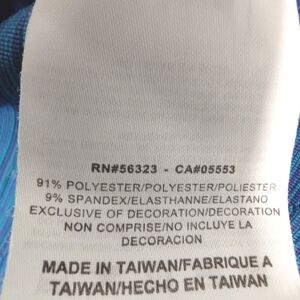 RN#56323 - CA#05553
91% POLYESTER/POLYESTER/POLIESTER
9% SPANDEX/ELASTHANNE/ELASTANO
EXCLUSIVE OF DECORATION/DECORATION
NON COMPRISE/NO INCLUYE LA
DECORACION
MADE IN TAIWAN/FABRIQUE A
TAIWAN/HECHO EN TAIWAN